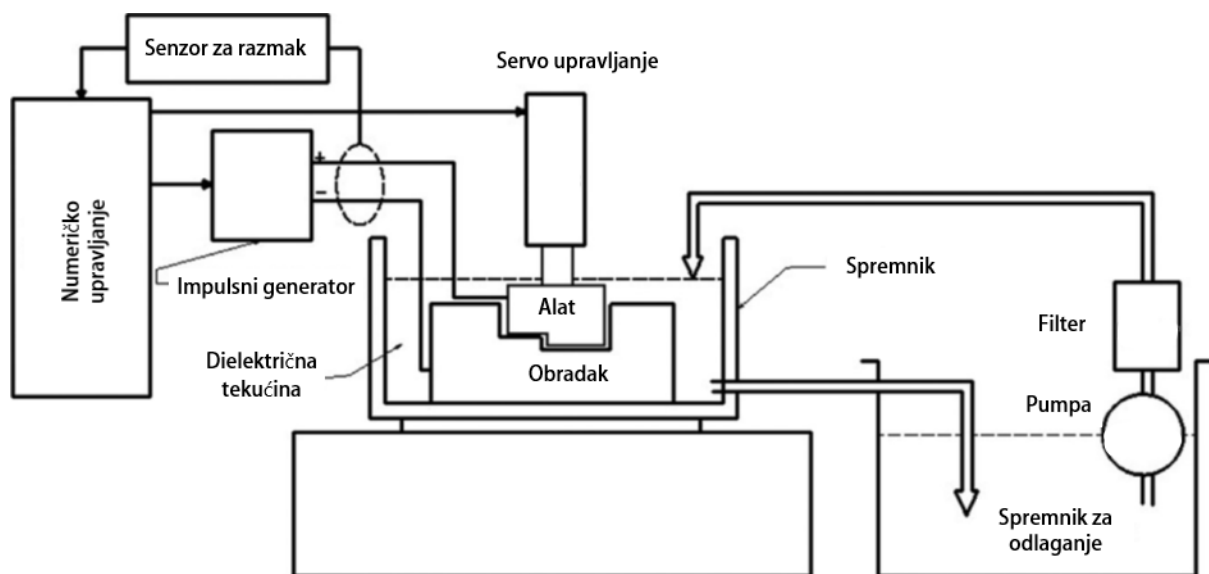 Senzor za razmak
Servo upravljanje
Numeričko
upravljanje
+
−
Impulsni generator
Spremnik
Alat
Filter
Dielektrična
tekućina
Obradak
Pumpa
Spremnik za
odlaganje